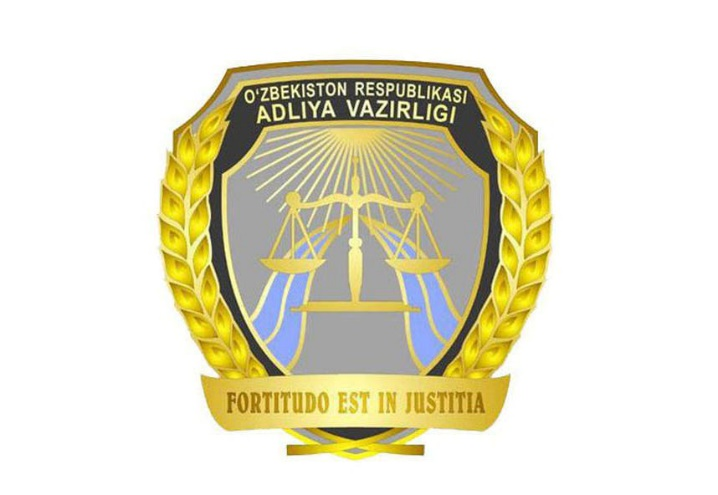 O‘ZBEKISTON RESPUBLIKASI
ADLIYA VAZIRLIGI
FORTITUDO EST IN JUSTITIA